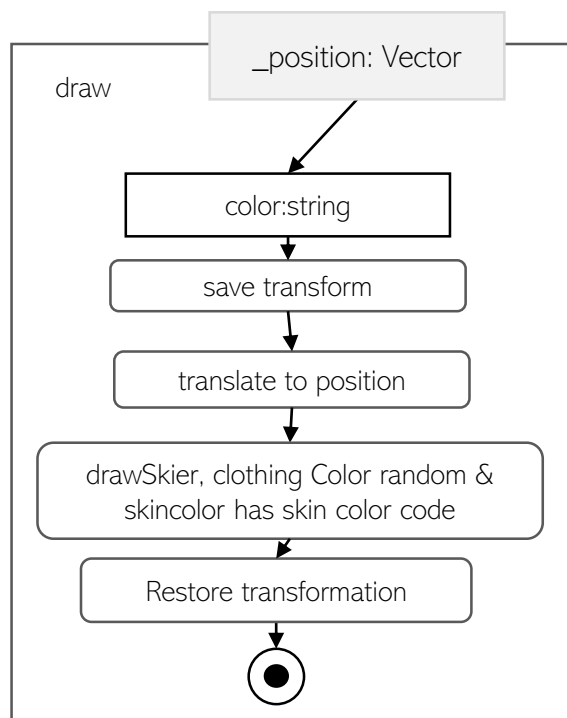 _position: Vector
draw
color:string
save transform
translate to position
drawSkier, clothing Color random &
skincolor has skin color code
Restore transformation